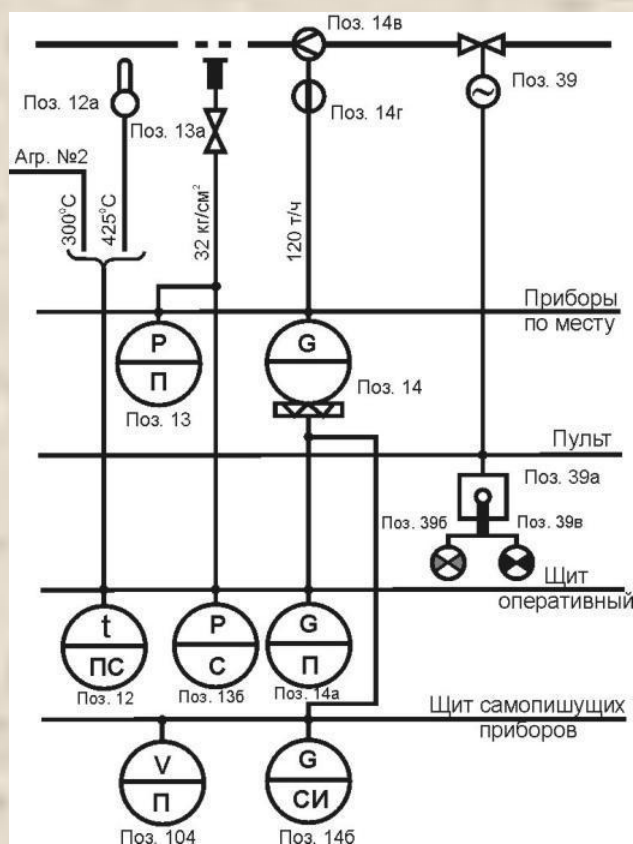 Поз. 14в
Поз. 12а
Поз. 13а
Поз. 14г
Поз. 39
Агр. №2
300⁰С
425⁰С
32 кг/см²
120 т/ч
Приборы
по месту
P
П
Поз. 13
G
Поз. 14
Пульт
Поз. 39а
Поз. 39б
Поз. 39в
Щит
оперативный
t
ПС
Поз. 12
P
С
Поз. 13б
G
П
Поз. 14а
Щит самопишущих
приборов
V
П
Поз. 104
G
СИ
Поз. 14б